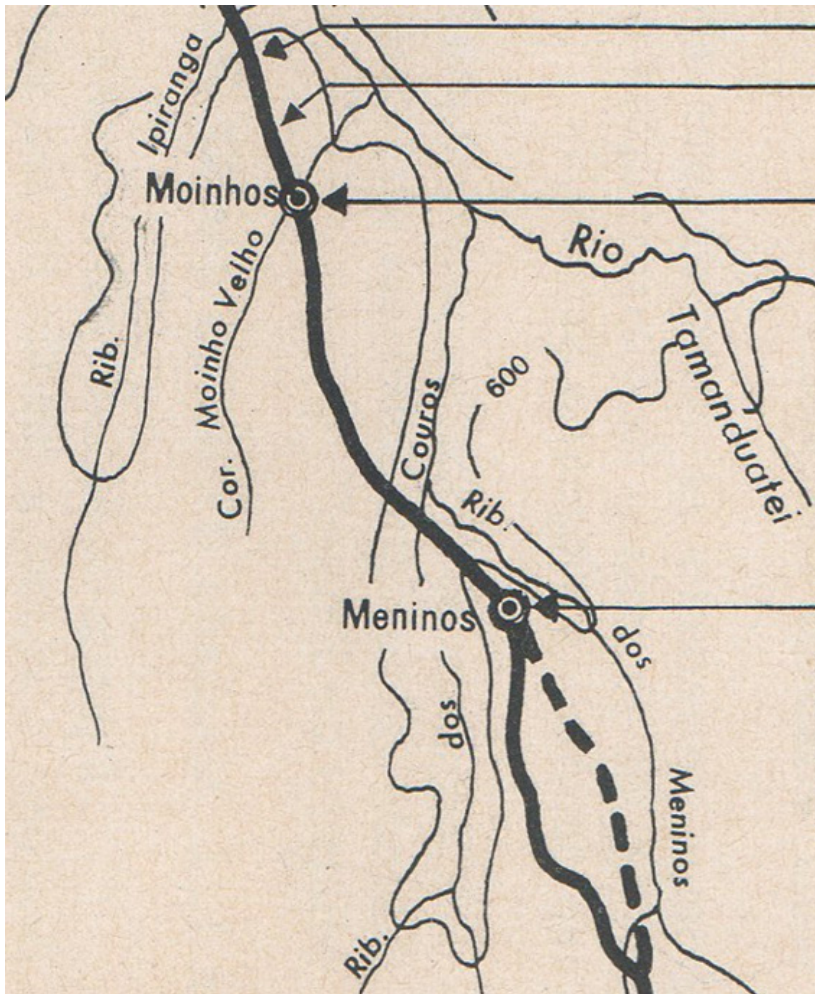 Ipiranga
Moinhos
Rio
Cor. Moinho Velho
Rib.
Tamanduatei
600
Couros
Rib.
Meninos
dos
dos
Meninos
Rib.